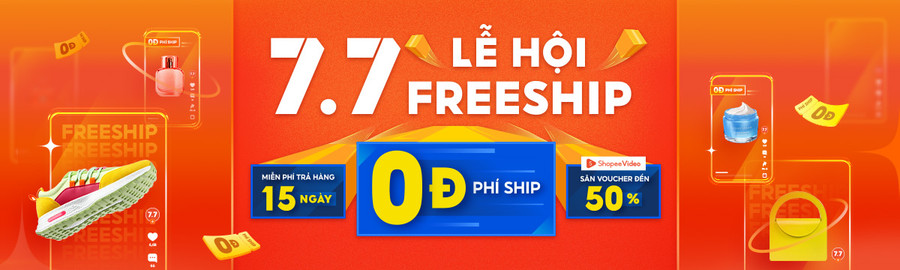 7.7
LỄ HỘI
FREESHIP
MIỄN PHÍ TRẢ HÀNG
15 NGÀY
0Đ PHÍ SHIP
ShopeeVideo
SĂN VOUCHER ĐẾN
50%
0Đ
0Đ PHÍ SHIP
FREESHIP
FREESHIP
FREESHIP
7.7
0Đ
0Đ PHÍ SHIP
0Đ
FREESHIP
7.7